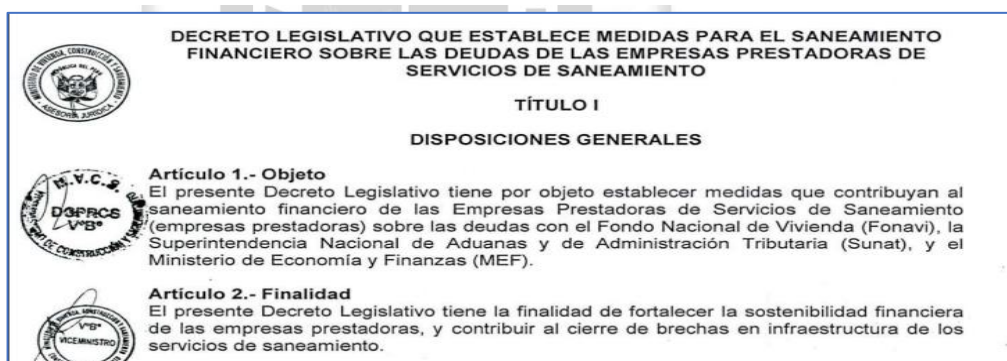 DECRETO LEGISLATIVO QUE ESTABLECE MEDIDAS PARA EL SANEAMIENTO
FINANCIERO SOBRE LAS DEUDAS DE LAS EMPRESAS PRESTADORAS DE
SERVICIOS DE SANEAMIENTO
TÍTULO I
DISPOSICIONES GENERALES
Artículo 1.- Objeto
El presente Decreto Legislativo tiene por objeto establecer medidas que contribuyan al
saneamiento financiero de las Empresas Prestadoras de Servicios de Saneamiento
(empresas prestadoras) sobre las deudas con el Fondo Nacional de Vivienda (Fonavi), la
Superintendencia Nacional de Aduanas y de Administración Tributaria (Sunat), y el
Ministerio de Economía y Finanzas (MEF).
Artículo 2.- Finalidad
El presente Decreto Legislativo tiene la finalidad de fortalecer la sostenibilidad financiera
de las empresas prestadoras, y contribuir al cierre de brechas en infraestructura de los
servicios de saneamiento.
ASESORÍA JURÍDICA
V°B°
V°B°
VICEMINISTRO